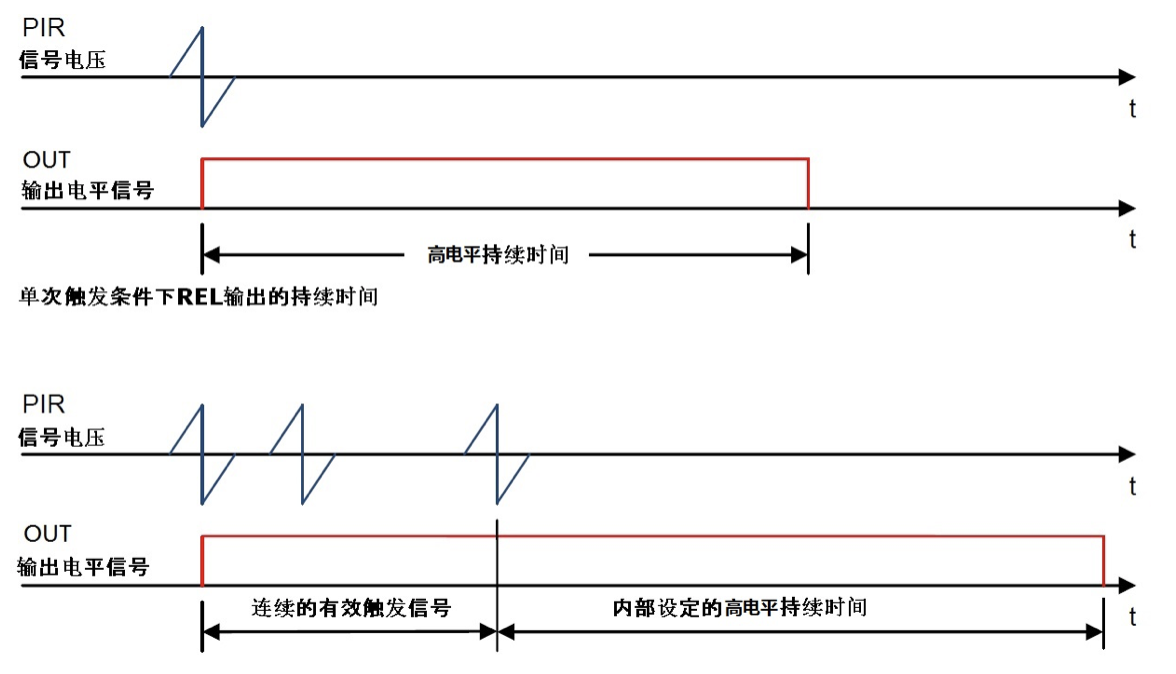 PIR
信号电压
t
OUT
输出电平信号
t
高电平持续时间
单次触发条件下REL输出的持续时间
PIR
信号电压
t
OUT
输出电平信号
t
连续的有效触发信号
内部设定的高电平持续时间